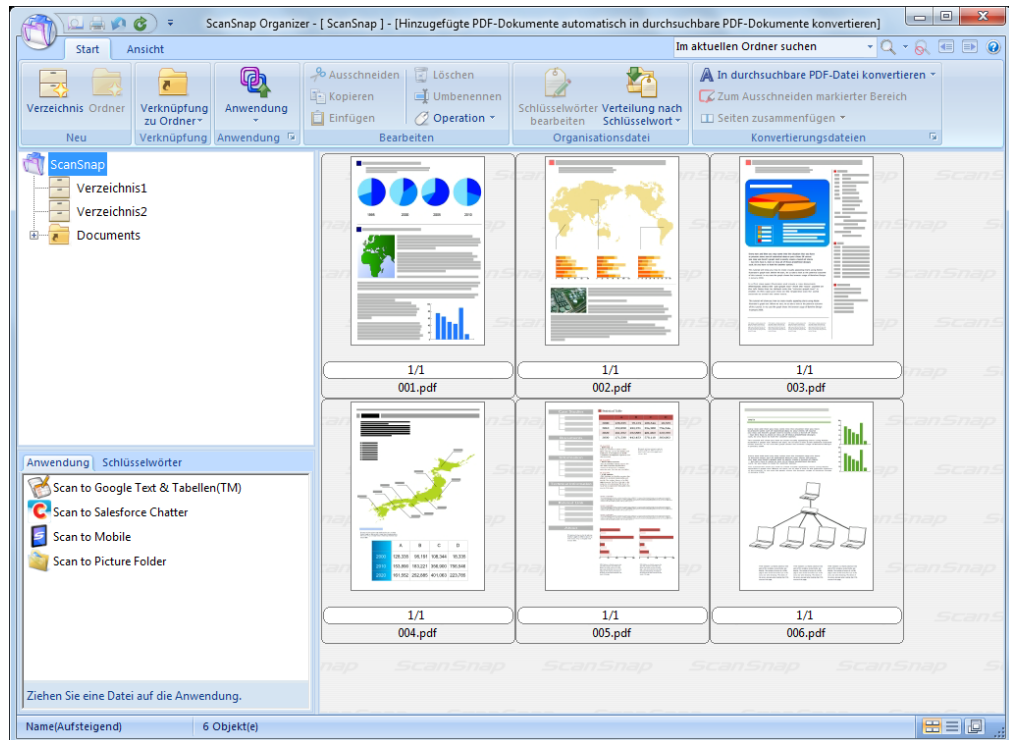 ScanSnap Organizer - [ ScanSnap ] - [Hinzugefügte PDF-Dokumente automatisch in durchsuchbare PDF-Dokumente konvertieren]
Start Ansicht
Im aktuellen Ordner suchen
Verzeichnis Ordner
Neu
Verknüpfung zu Ordner
Verknüpfung
Anwendung
Anwendung
Ausschneiden Löschen
Kopieren Umbenennen
Einfügen Operation
Bearbeiten
Schlüsselwörter bearbeiten
Verteilung nach Schlüsselwort
Organisationsdatei
In durchsuchbare PDF-Datei konvertieren
Zum Ausschneiden markierter Bereich
Seiten zusammenfügen
Konvertierungsdateien
ScanSnap
Verzeichnis1
Verzeichnis2
Documents
Anwendung Schlüsselwörter
Scan to Google Text & Tabellen(TM)
Scan to Salesforce Chatter
Scan to Mobile
Scan to Picture Folder
Ziehen Sie eine Datei auf die Anwendung.
1/1 1/1 1/1
001.pdf 002.pdf 003.pdf
1/1 1/1 1/1
004.pdf 005.pdf 006.pdf
ScanSnap ScanSnap ScanSnap
Name(Aufsteigend) 6 Objekt(e)